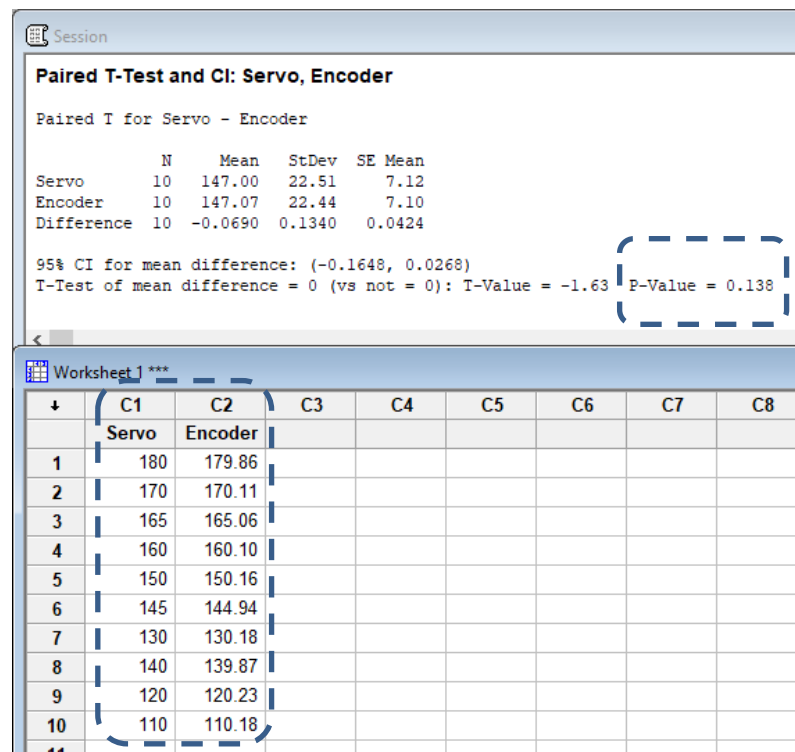 Session
Paired T-Test and CI: Servo, Encoder
Paired T for Servo - Encoder
N Mean StDev SE Mean
Servo 10 147.00 22.51 7.12
Encoder 10 147.07 22.44 7.10
Difference 10 -0.0690 0.1340 0.0424
95% CI for mean difference: (-0.1648, 0.0268)
T-Test of mean difference = 0 (vs not = 0): T-Value = -1.63 P-Value = 0.138
Worksheet 1 ***
C1 C2 C3 C4 C5 C6 C7 C8
Servo Encoder
1 180 179.86
2 170 170.11
3 165 165.06
4 160 160.10
5 150 150.16
6 145 144.94
7 130 130.18
8 140 139.87
9 120 120.23
10 110 110.18
11